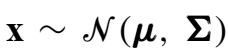 𝐱 ∼ 𝒩(𝝁, 𝚺)